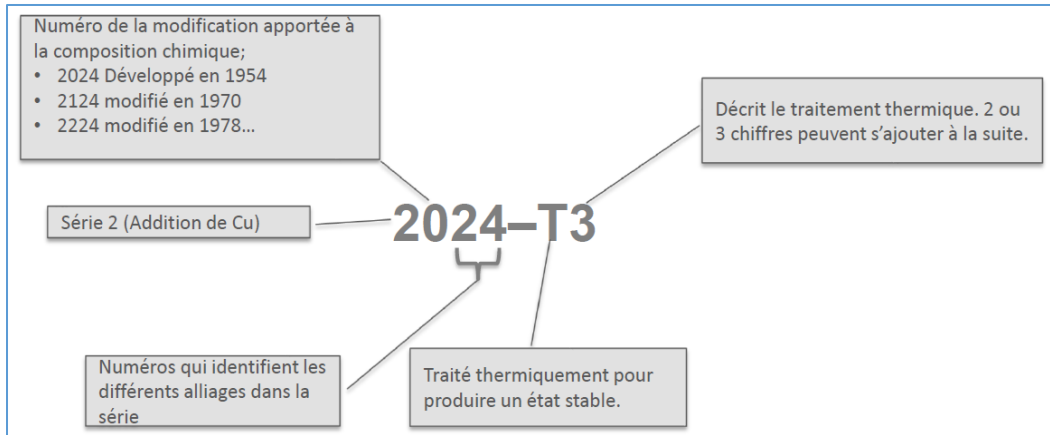 Numéro de la modification apportée à
la composition chimique;
• 2024 Développé en 1954
• 2124 modifié en 1970
• 2224 modifié en 1978...
Décrit le traitement thermique. 2 ou
3 chiffres peuvent s'ajouter à la suite.
Série 2 (Addition de Cu)
2024–T3
Numéros qui identifient les
différents alliages dans la
série
Traité thermiquement pour
produire un état stable.